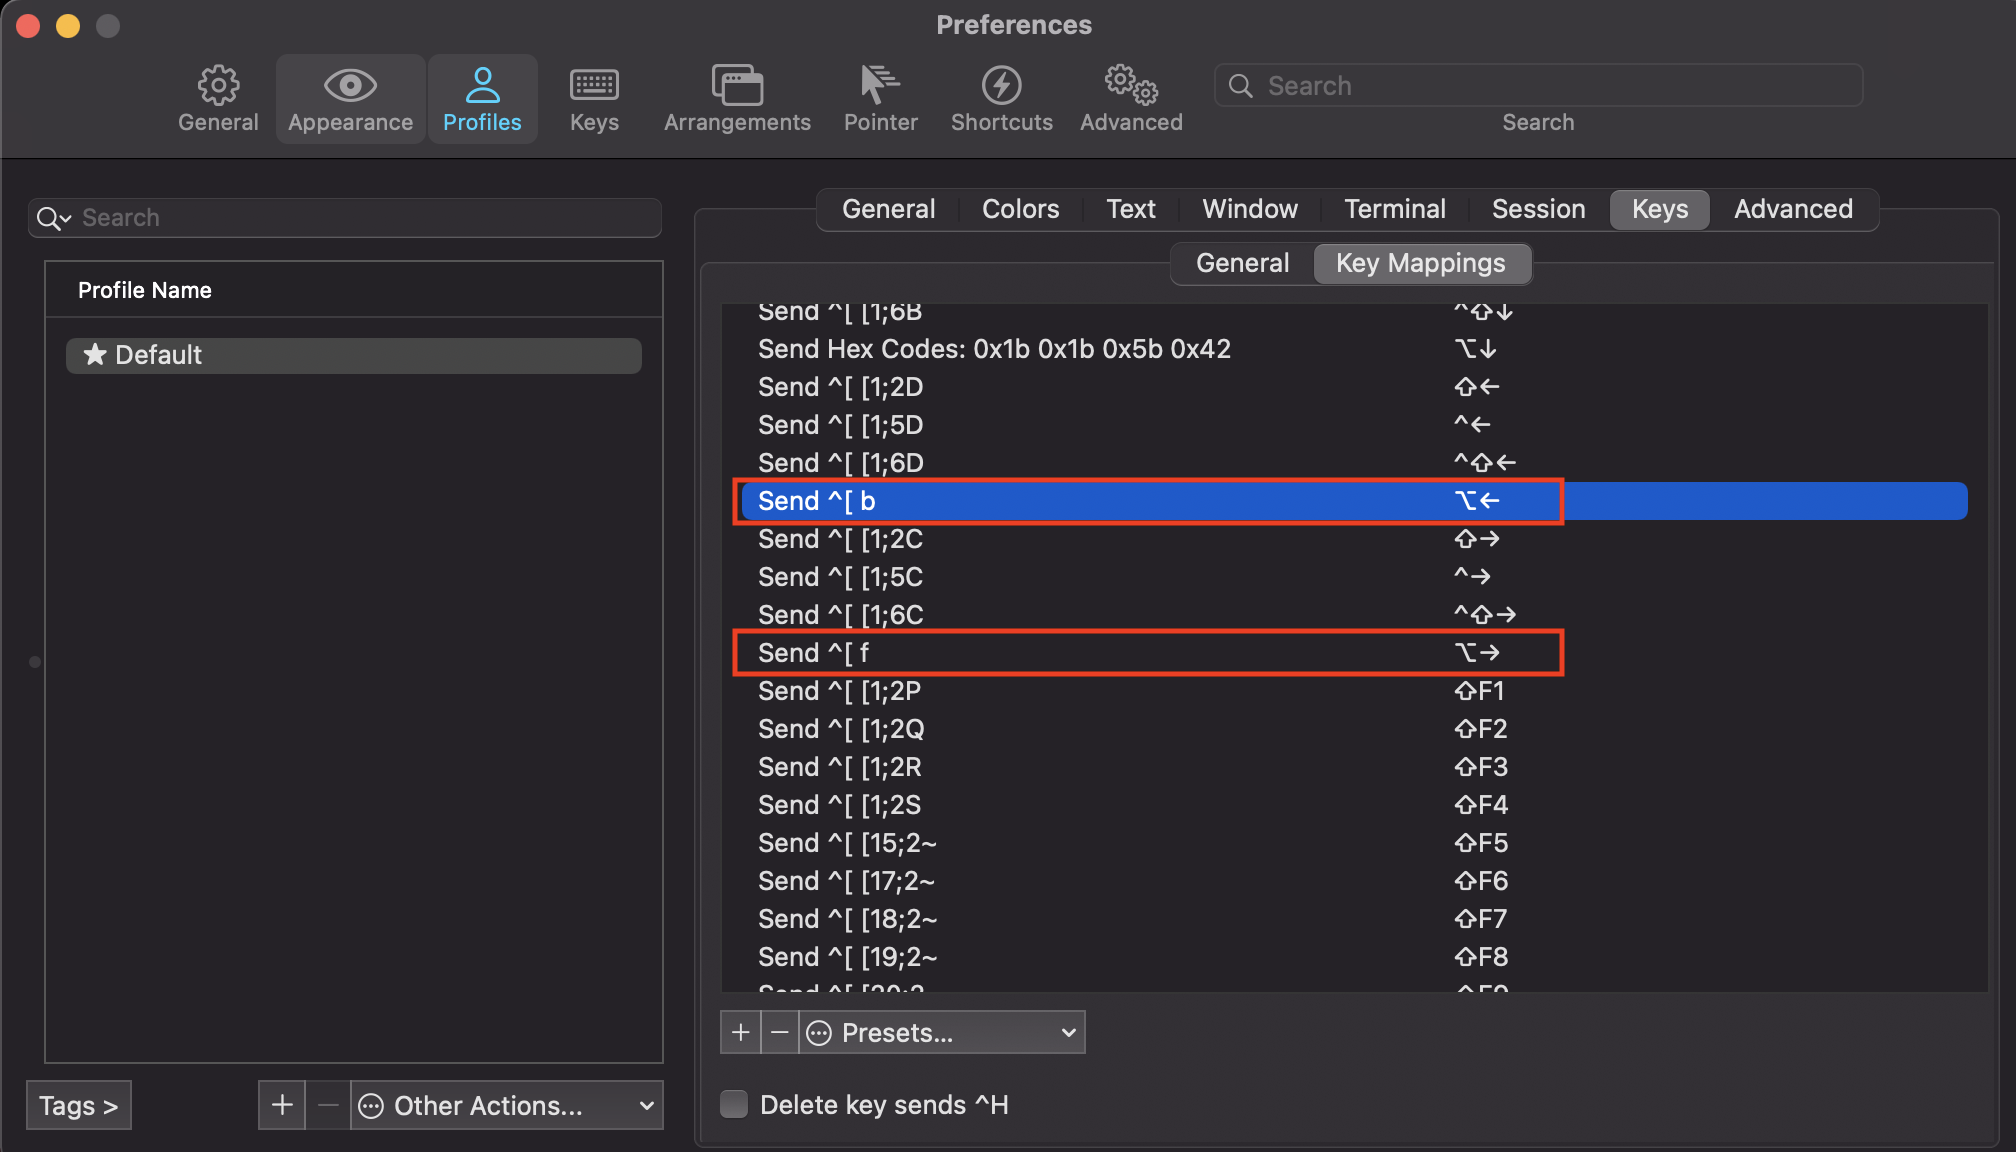 Preferences
General Appearance Profiles Keys Arrangements Pointer Shortcuts Advanced Search
Search
Search
General Colors Text Window Terminal Session Keys Advanced
General Key Mappings
Profile Name
★ Default
Send ^[ [1;6B ^⇧↓
Send Hex Codes: 0x1b 0x1b 0x5b 0x42 ⌥↓
Send ^[ [1;2D ⇧←
Send ^[ [1;5D ^←
Send ^[ [1;6D ^⇧←
Send ^[ b ⌥←
Send ^[ [1;2C ⇧→
Send ^[ [1;5C ^→
Send ^[ [1;6C ^⇧→
Send ^[ f ⌥→
Send ^[ [1;2P ⇧F1
Send ^[ [1;2Q ⇧F2
Send ^[ [1;2R ⇧F3
Send ^[ [1;2S ⇧F4
Send ^[ [15;2~ ⇧F5
Send ^[ [17;2~ ⇧F6
Send ^[ [18;2~ ⇧F7
Send ^[ [19;2~ ⇧F8
+ − Presets...
Delete key sends ^H
Tags > + − Other Actions...